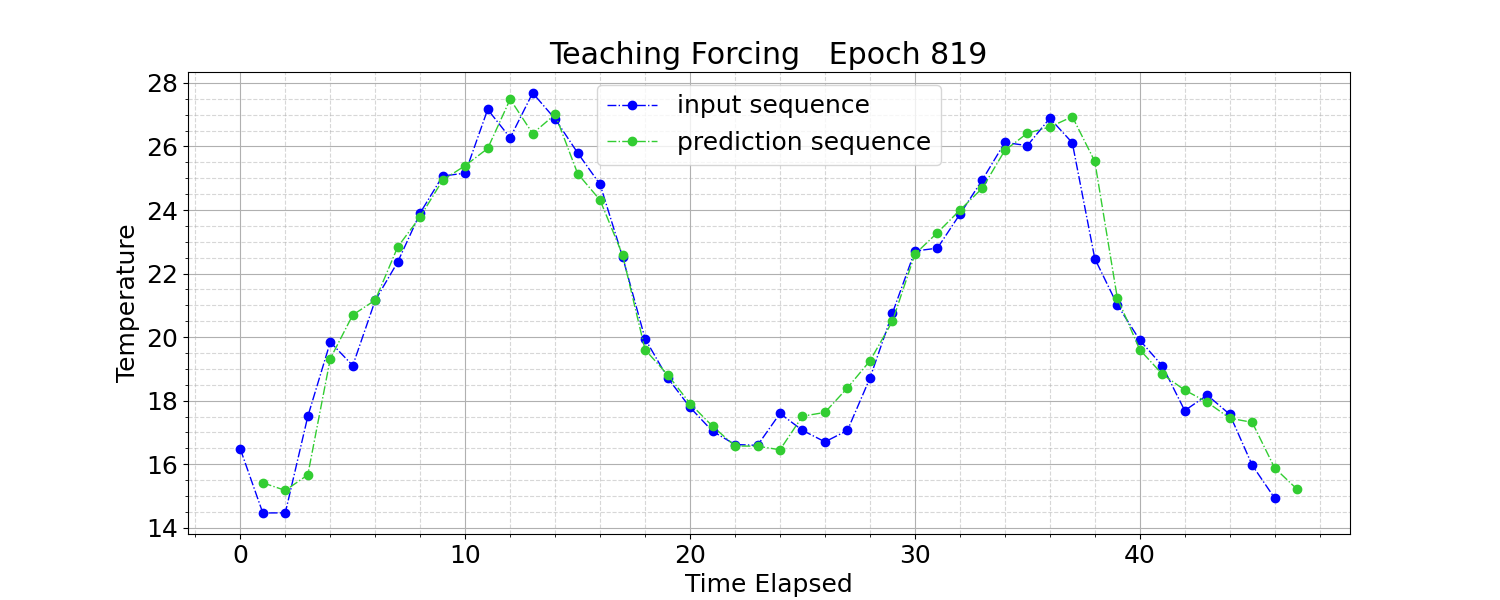 Teaching Forcing   Epoch 819
input sequence
prediction sequence
Temperature
28
26
24
22
20
18
16
14
0 10 20 30 40
Time Elapsed